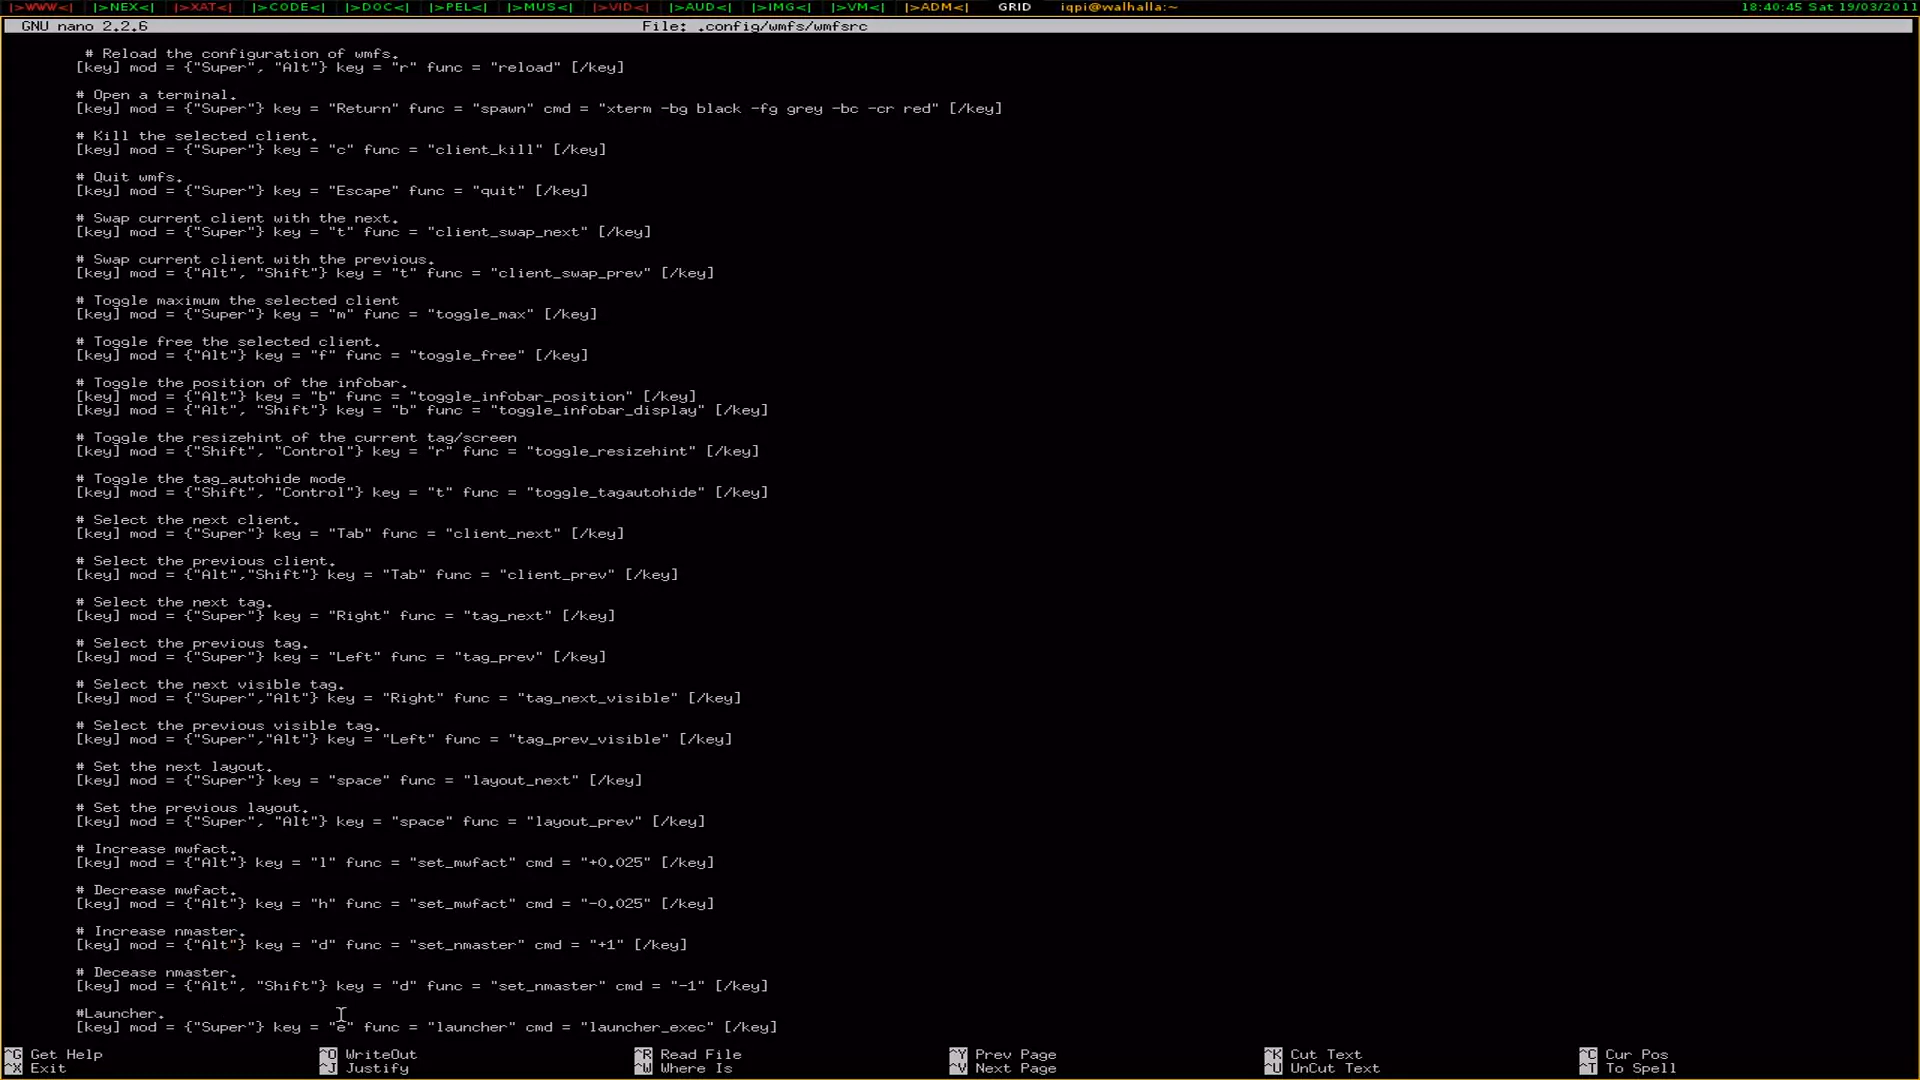 |>WWW<| |>NEX<| |>XAT<| |>CODE<| |>DOC<| |>PEL<| |>MUS<| |>VID<| |>AUD<| |>IMG<| |>VM<| |>ADM<| GRID iqpi@walhalla:~ 18:40:45 Sat 19/03/2011
GNU nano 2.2.6 File: .config/wmfs/wmfsrc
# Reload the configuration of wmfs.
[key] mod = {"Super", "Alt"} key = "r" func = "reload" [/key]
# Open a terminal.
[key] mod = {"Super"} key = "Return" func = "spawn" cmd = "xterm -bg black -fg grey -bc -cr red" [/key]
# Kill the selected client.
[key] mod = {"Super"} key = "c" func = "client_kill" [/key]
# Quit wmfs.
[key] mod = {"Super"} key = "Escape" func = "quit" [/key]
# Swap current client with the next.
[key] mod = {"Super"} key = "t" func = "client_swap_next" [/key]
# Swap current client with the previous.
[key] mod = {"Alt", "Shift"} key = "t" func = "client_swap_prev" [/key]
# Toggle maximum the selected client
[key] mod = {"Super"} key = "m" func = "toggle_max" [/key]
# Toggle free the selected client.
[key] mod = {"Alt"} key = "f" func = "toggle_free" [/key]
# Toggle the position of the infobar.
[key] mod = {"Alt"} key = "b" func = "toggle_infobar_position" [/key]
[key] mod = {"Alt", "Shift"} key = "b" func = "toggle_infobar_display" [/key]
# Toggle the resizehint of the current tag/screen
[key] mod = {"Shift", "Control"} key = "r" func = "toggle_resizehint" [/key]
# Toggle the tag_autohide mode
[key] mod = {"Shift", "Control"} key = "t" func = "toggle_tagautohide" [/key]
# Select the next client.
[key] mod = {"Super"} key = "Tab" func = "client_next" [/key]
# Select the previous client.
[key] mod = {"Alt","Shift"} key = "Tab" func = "client_prev" [/key]
# Select the next tag.
[key] mod = {"Super"} key = "Right" func = "tag_next" [/key]
# Select the previous tag.
[key] mod = {"Super"} key = "Left" func = "tag_prev" [/key]
# Select the next visible tag.
[key] mod = {"Super","Alt"} key = "Right" func = "tag_next_visible" [/key]
# Select the previous visible tag.
[key] mod = {"Super","Alt"} key = "Left" func = "tag_prev_visible" [/key]
# Set the next layout.
[key] mod = {"Super"} key = "space" func = "layout_next" [/key]
# Set the previous layout.
[key] mod = {"Super", "Alt"} key = "space" func = "layout_prev" [/key]
# Increase mwfact.
[key] mod = {"Alt"} key = "l" func = "set_mwfact" cmd = "+0.025" [/key]
# Decrease mwfact.
[key] mod = {"Alt"} key = "h" func = "set_mwfact" cmd = "-0.025" [/key]
# Increase nmaster.
[key] mod = {"Alt"} key = "d" func = "set_nmaster" cmd = "+1" [/key]
# Decease nmaster.
[key] mod = {"Alt", "Shift"} key = "d" func = "set_nmaster" cmd = "-1" [/key]
#Launcher.
[key] mod = {"Super"} key = "e" func = "launcher" cmd = "launcher_exec" [/key]
^G Get Help ^O WriteOut ^R Read File ^Y Prev Page ^K Cut Text ^C Cur Pos
^X Exit ^J Justify ^W Where Is ^V Next Page ^U UnCut Text ^T To Spell